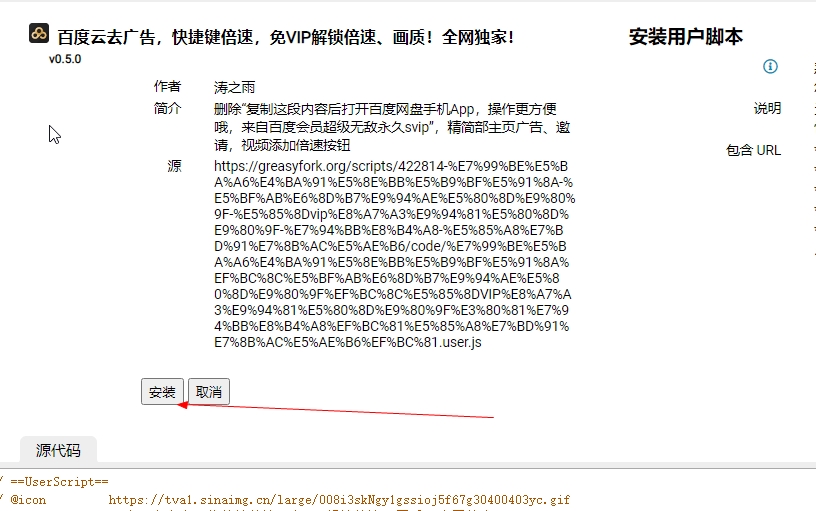 百度云去广告，快捷键倍速，免VIP解锁倍速、画质！全网独家！
安装用户脚本
v0.5.0
作者
涛之雨
简介
删除“复制这段内容后打开百度网盘手机App，操作更方便
哦，来自百度会员超级无敌永久svip”，精简部主页广告、邀
请，视频添加倍速按钮
说明
包含 URL
源
https://greasyfork.org/scripts/422814-%E7%99%BE%E5%B
A%A6%E4%BA%91%E5%8E%BB%E5%B9%BF%E5%91%8A-%
E5%BF%AB%E6%8D%B7%E9%94%AE%E5%80%8D%E9%80%
9F-%E5%85%8Dvip%E8%A7%A3%E9%94%81%E5%80%8D%
E9%80%9F-%E7%94%BB%E8%B4%A8-%E5%85%A8%E7%B
D%91%E7%8B%AC%E5%AE%B6/code/%E7%99%BE%E5%B
A%A6%E4%BA%91%E5%8E%BB%E5%B9%BF%E5%91%8A%
EF%BC%8C%E5%BF%AB%E6%8D%B7%E9%94%AE%E5%8
0%8D%E9%80%9F%EF%BC%8C%E5%85%8DVIP%E8%A7%A
3%E9%94%81%E5%80%8D%E9%80%9F%E3%80%81%E7%9
4%BB%E8%B4%A8%EF%BC%81%E5%85%A8%E7%BD%91%
E7%8B%AC%E5%AE%B6%EF%BC%81.user.js
安装 取消
源代码
/ ==UserScript==
/ @icon https://tva1.sinaimg.cn/large/008i3skNgy1gssioj5f67g30400403yc.gif